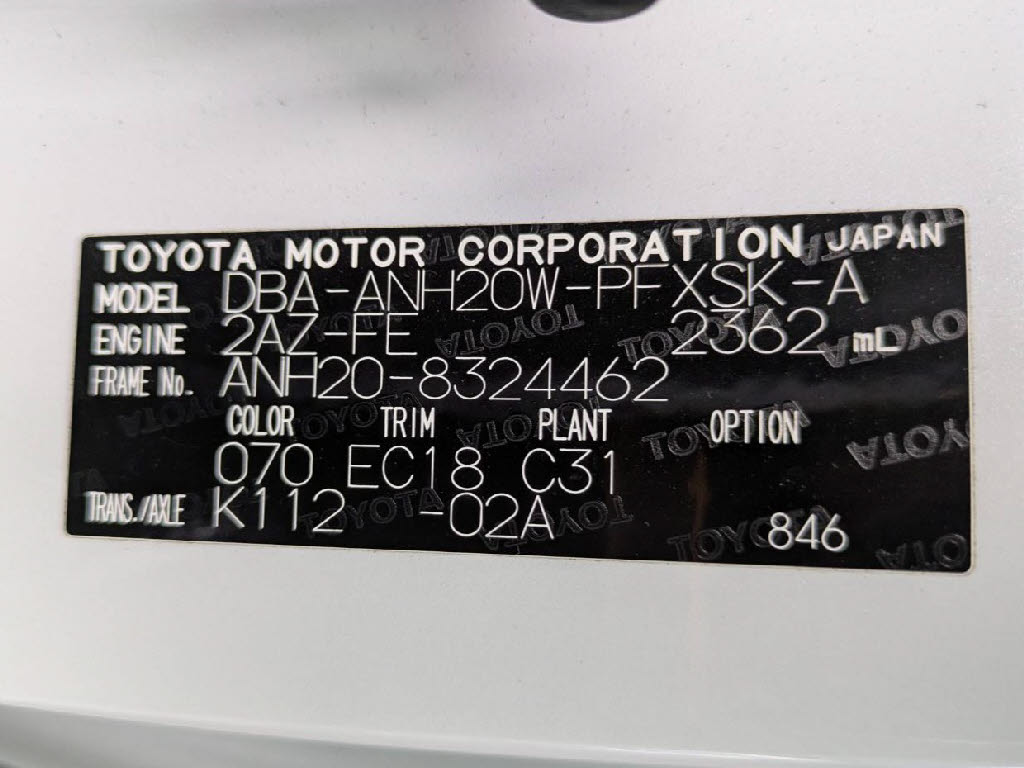 TOYOTA MOTOR CORPORATION JAPAN
MODEL DBA-ANH20W-PFXSK-A
ENGINE 2AZ-FE 2362 mL
FRAME No. ANH20-8324462
COLOR TRIM PLANT OPTION
070 EC18 C31
TRANS./AXLE K112 -02A 846